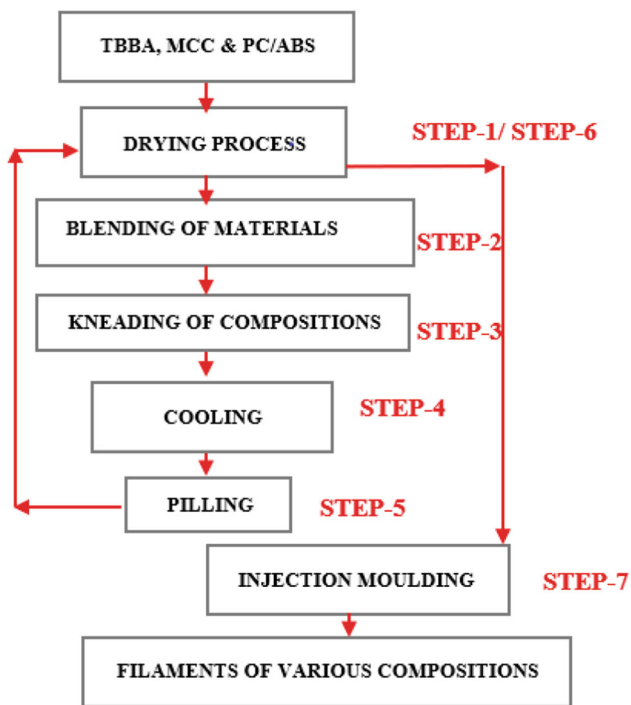 TBBA, MCC & PC/ABS
DRYING PROCESS
STEP-1/ STEP-6
BLENDING OF MATERIALS
STEP-2
KNEADING OF COMPOSITIONS
STEP-3
COOLING
STEP-4
PILLING
STEP-5
INJECTION MOULDING
STEP-7
FILAMENTS OF VARIOUS COMPOSITIONS